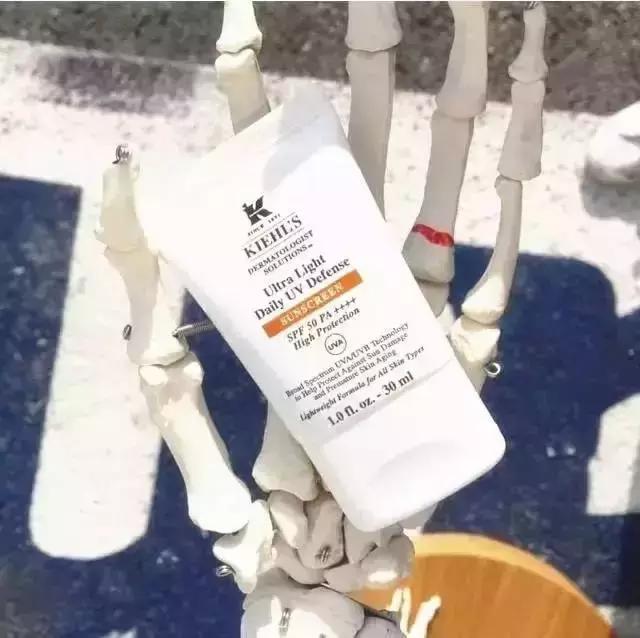 K
SINCE 1851
KIEHL'S
DERMATOLOGIST
SOLUTIONS™
Ultra Light
Daily UV Defense
SUNSCREEN
SPF 50 PA ++++
High Protection
UVA
Broad Spectrum UVA/UVB Technology
to Help Protect Against Sun Damage
and Premature Skin Aging
Lightweight Formula for All Skin Types
1.0 fl. oz. - 30 ml